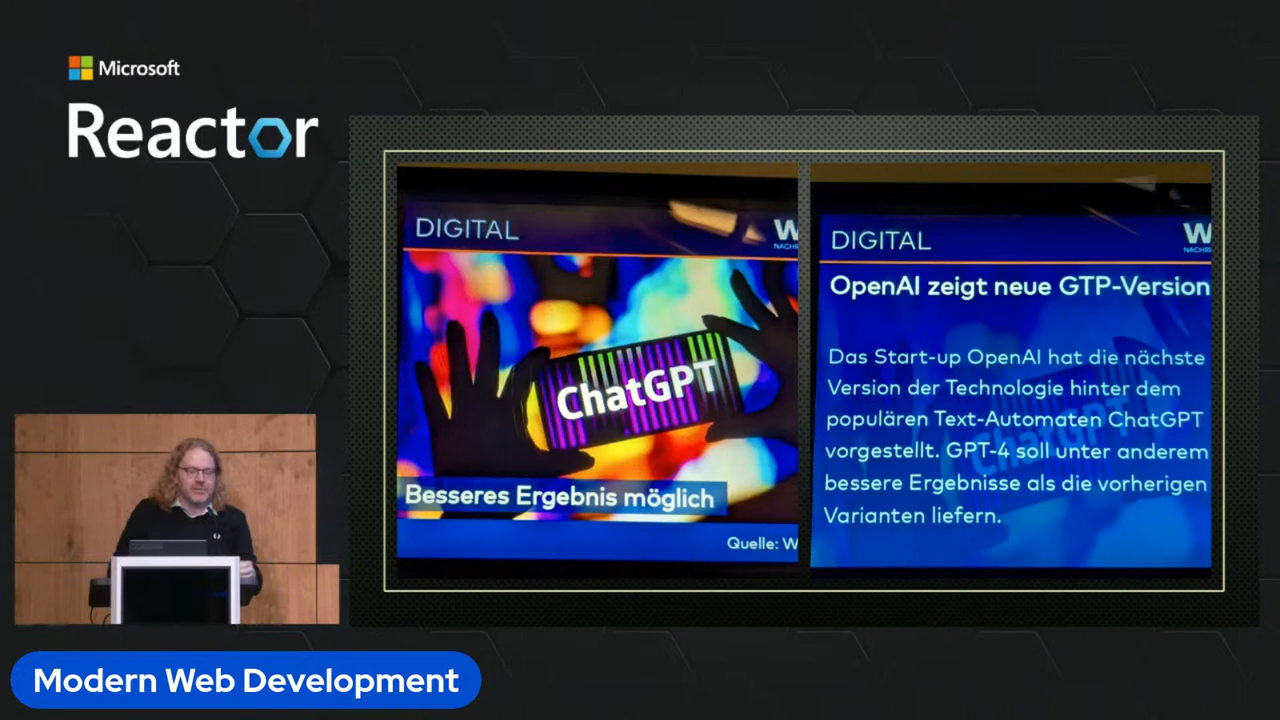 Microsoft
Reactor
DIGITAL
W
ChatGPT
Besseres Ergebnis möglich
Quelle: W
DIGITAL
W
OpenAI zeigt neue GTP-Version
Das Start-up OpenAI hat die nächste
Version der Technologie hinter dem
populären Text-Automaten ChatGPT
vorgestellt. GPT-4 soll unter anderem
bessere Ergebnisse als die vorherigen
Varianten liefern.
Modern Web Development